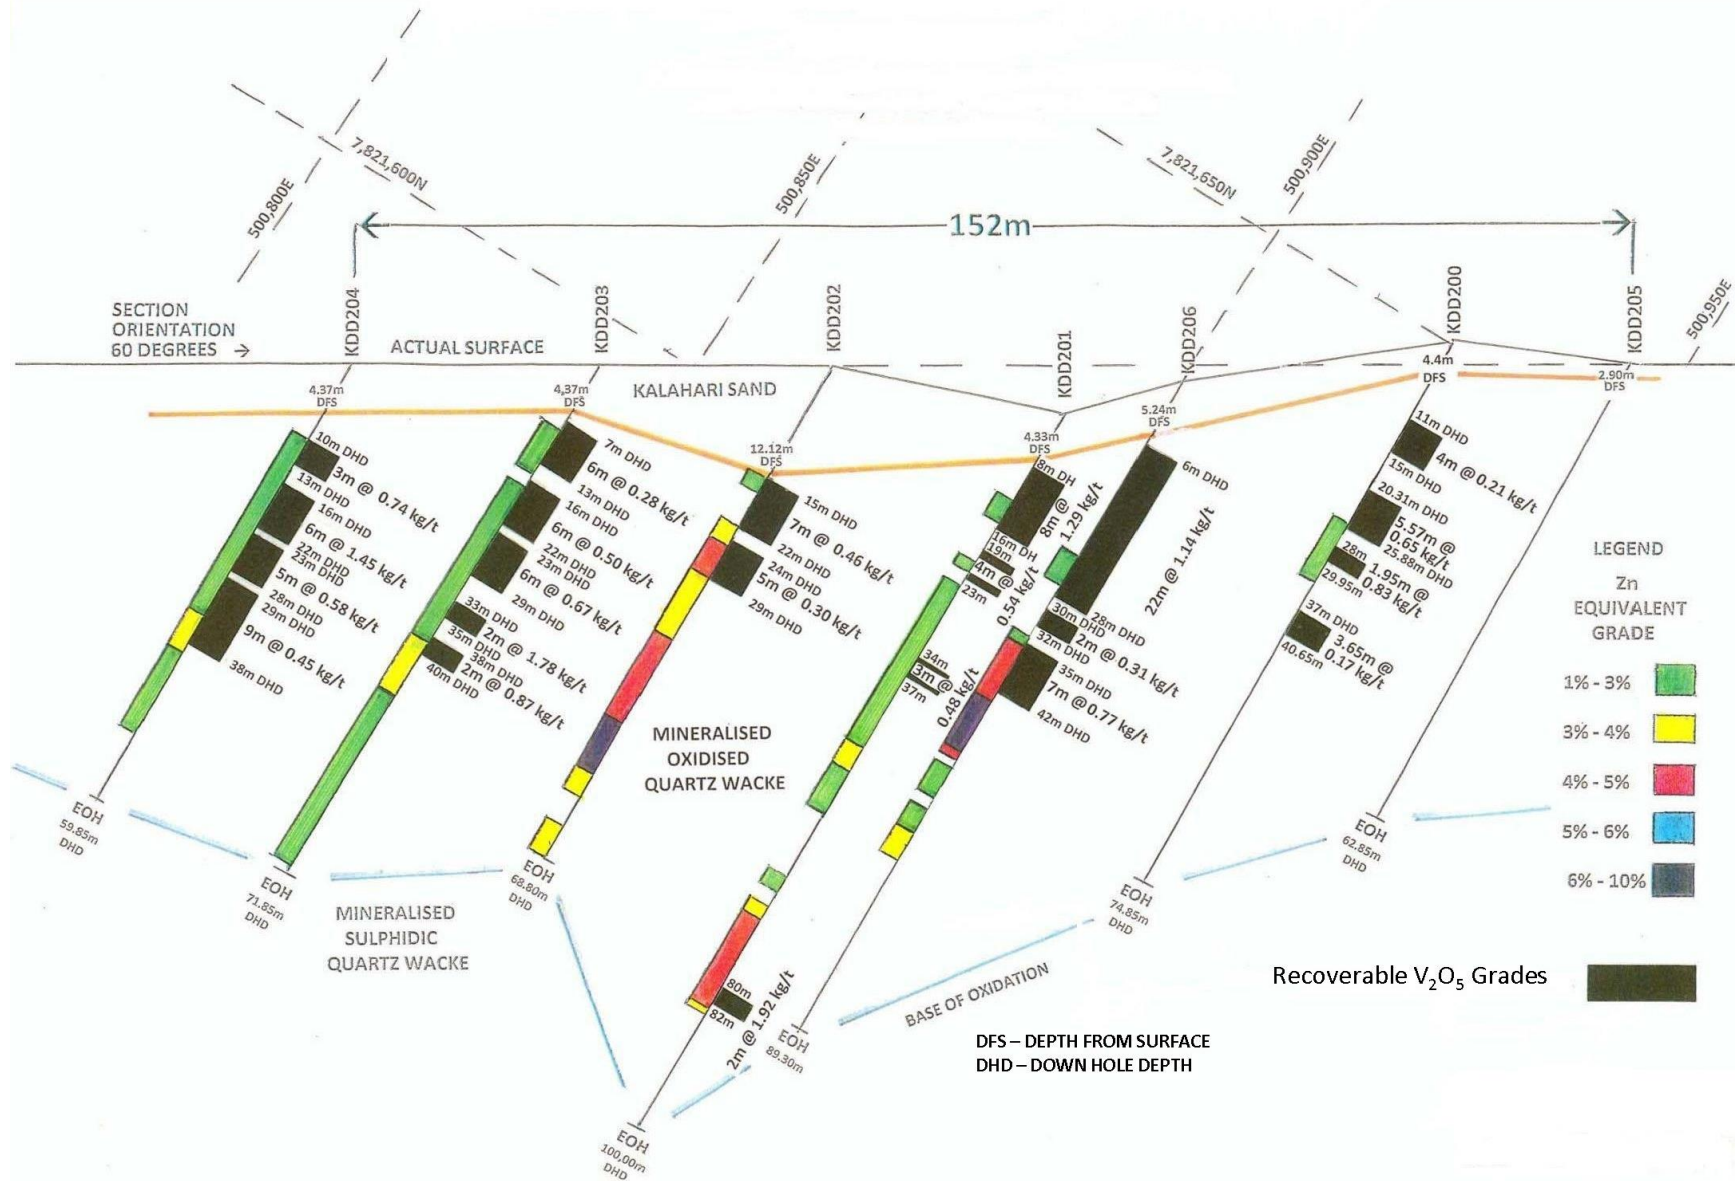 500,800E
7,821,600N
500,850E
7,821,650N
500,900E
500,950E
152m
SECTION
ORIENTATION
60 DEGREES →
KDD204
KDD203
KDD202
KDD201
KDD206
KDD200
KDD205
ACTUAL SURFACE
KALAHARI SAND
4.37m
DFS
4,37m
DFS
12.12m
DFS
4.33m
DFS
5.24m
DFS
4.4m
DFS
2.90m
DFS
10m DHD
3m @ 0.74 kg/t
13m DHD
16m DHD
6m @ 1.45 kg/t
22m DHD
23m DHD
5m @ 0.58 kg/t
28m DHD
29m DHD
9m @ 0.45 kg/t
38m DHD
EOH
59.85m
DHD
7m DHD
6m @ 0.28 kg/t
13m DHD
16m DHD
6m @ 0.50 kg/t
22m DHD
23m DHD
6m @ 0.67 kg/t
29m DHD
33m DHD
2m @ 1.78 kg/t
35m DHD
38m DHD
2m @ 0.87 kg/t
40m DHD
EOH
71.85m
DHD
15m DHD
7m @ 0.46 kg/t
22m DHD
24m DHD
5m @ 0.30 kg/t
29m DHD
EOH
68.80m
DHD
8m DH
8m @
1.29 kg/t
16m DH
19m
4m @
0.54 kg/t
23m
34m
3m @
0.48 kg/t
37m
80m
82m
2m @ 1.92 kg/t
EOH
100,00m
DHD
6m DHD
22m @ 1.14 kg/t
28m DHD
30m DHD
2m @ 0.31 kg/t
32m DHD
35m DHD
7m @ 0.77 kg/t
42m DHD
EOH
89.30m
11m DHD
4m @ 0.21 kg/t
15m DHD
20.31m DHD
5.57m @
0.65 kg/t
25.88m DHD
28m
1.95m @
0.83 kg/t
29.95m
37m DHD
3.65m @
0.17 kg/t
40.65m
EOH
74.85m
DHD
EOH
62.85m
DHD
MINERALISED
OXIDISED
QUARTZ WACKE
MINERALISED
SULPHIDIC
QUARTZ WACKE
BASE OF OXIDATION
LEGEND
Zn
EQUIVALENT
GRADE
1% - 3%
3% - 4%
4% - 5%
5% - 6%
6% - 10%
Recoverable V₂O₅ Grades
DFS – DEPTH FROM SURFACE
DHD – DOWN HOLE DEPTH